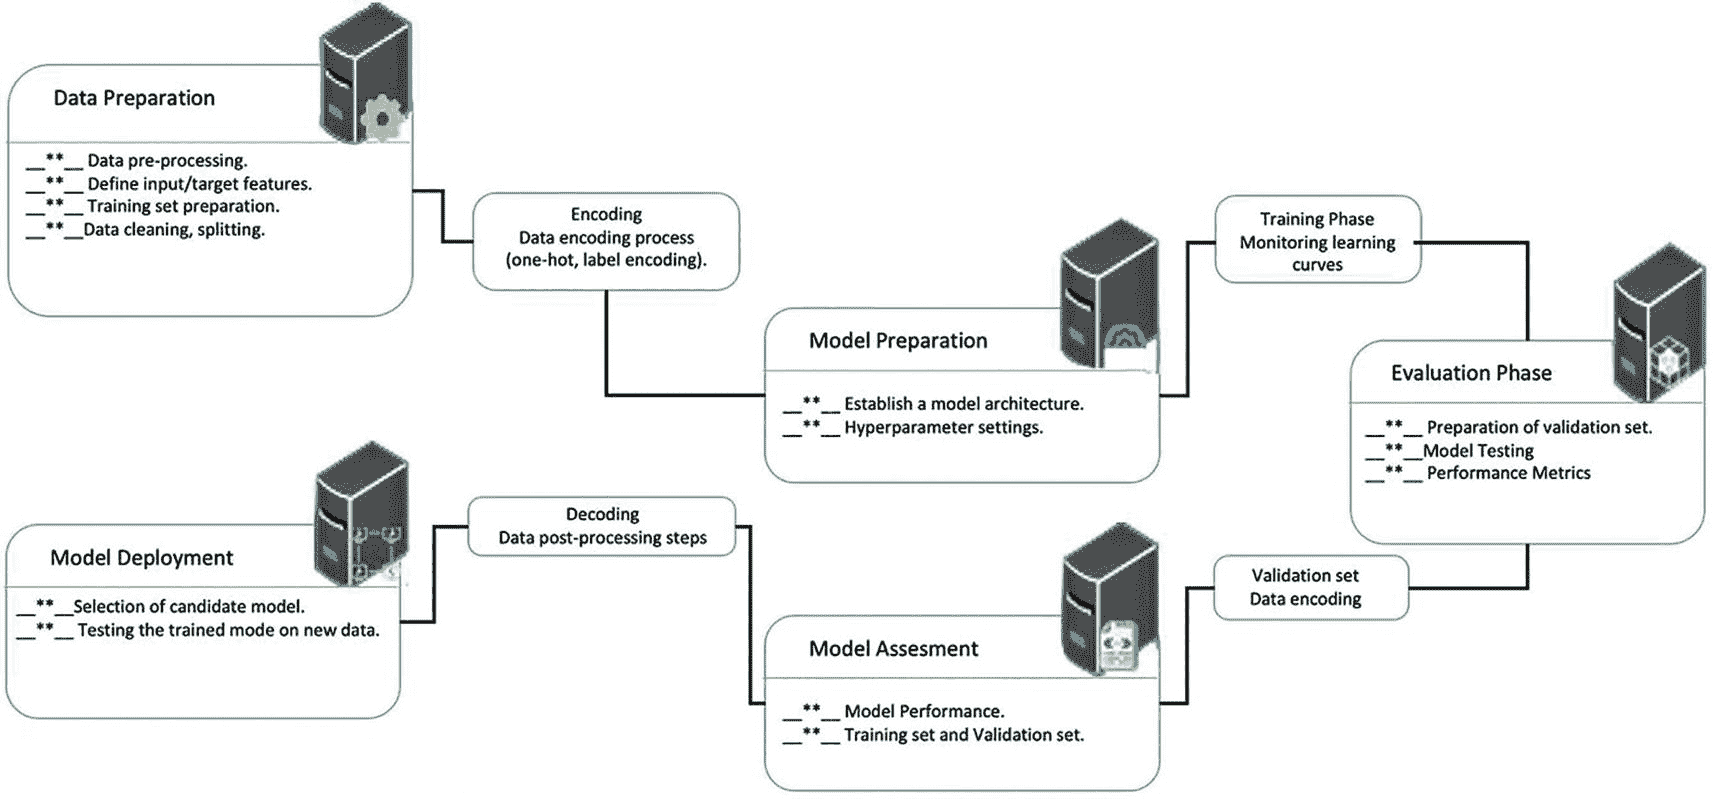 Data Preparation
__**__ Data pre-processing.
__**__ Define input/target features.
__**__ Training set preparation.
__**__Data cleaning, splitting.
Encoding
Data encoding process
(one-hot, label encoding).
Model Preparation
__**__ Establish a model architecture.
__**__ Hyperparameter settings.
Training Phase
Monitoring learning
curves
Evaluation Phase
__**__ Preparation of validation set.
__**__Model Testing
__**__ Performance Metrics
Validation set
Data encoding
Model Assesment
__**__ Model Performance.
__**__ Training set and Validation set.
Decoding
Data post-processing steps
Model Deployment
__**__Selection of candidate model.
__**__ Testing the trained mode on new data.